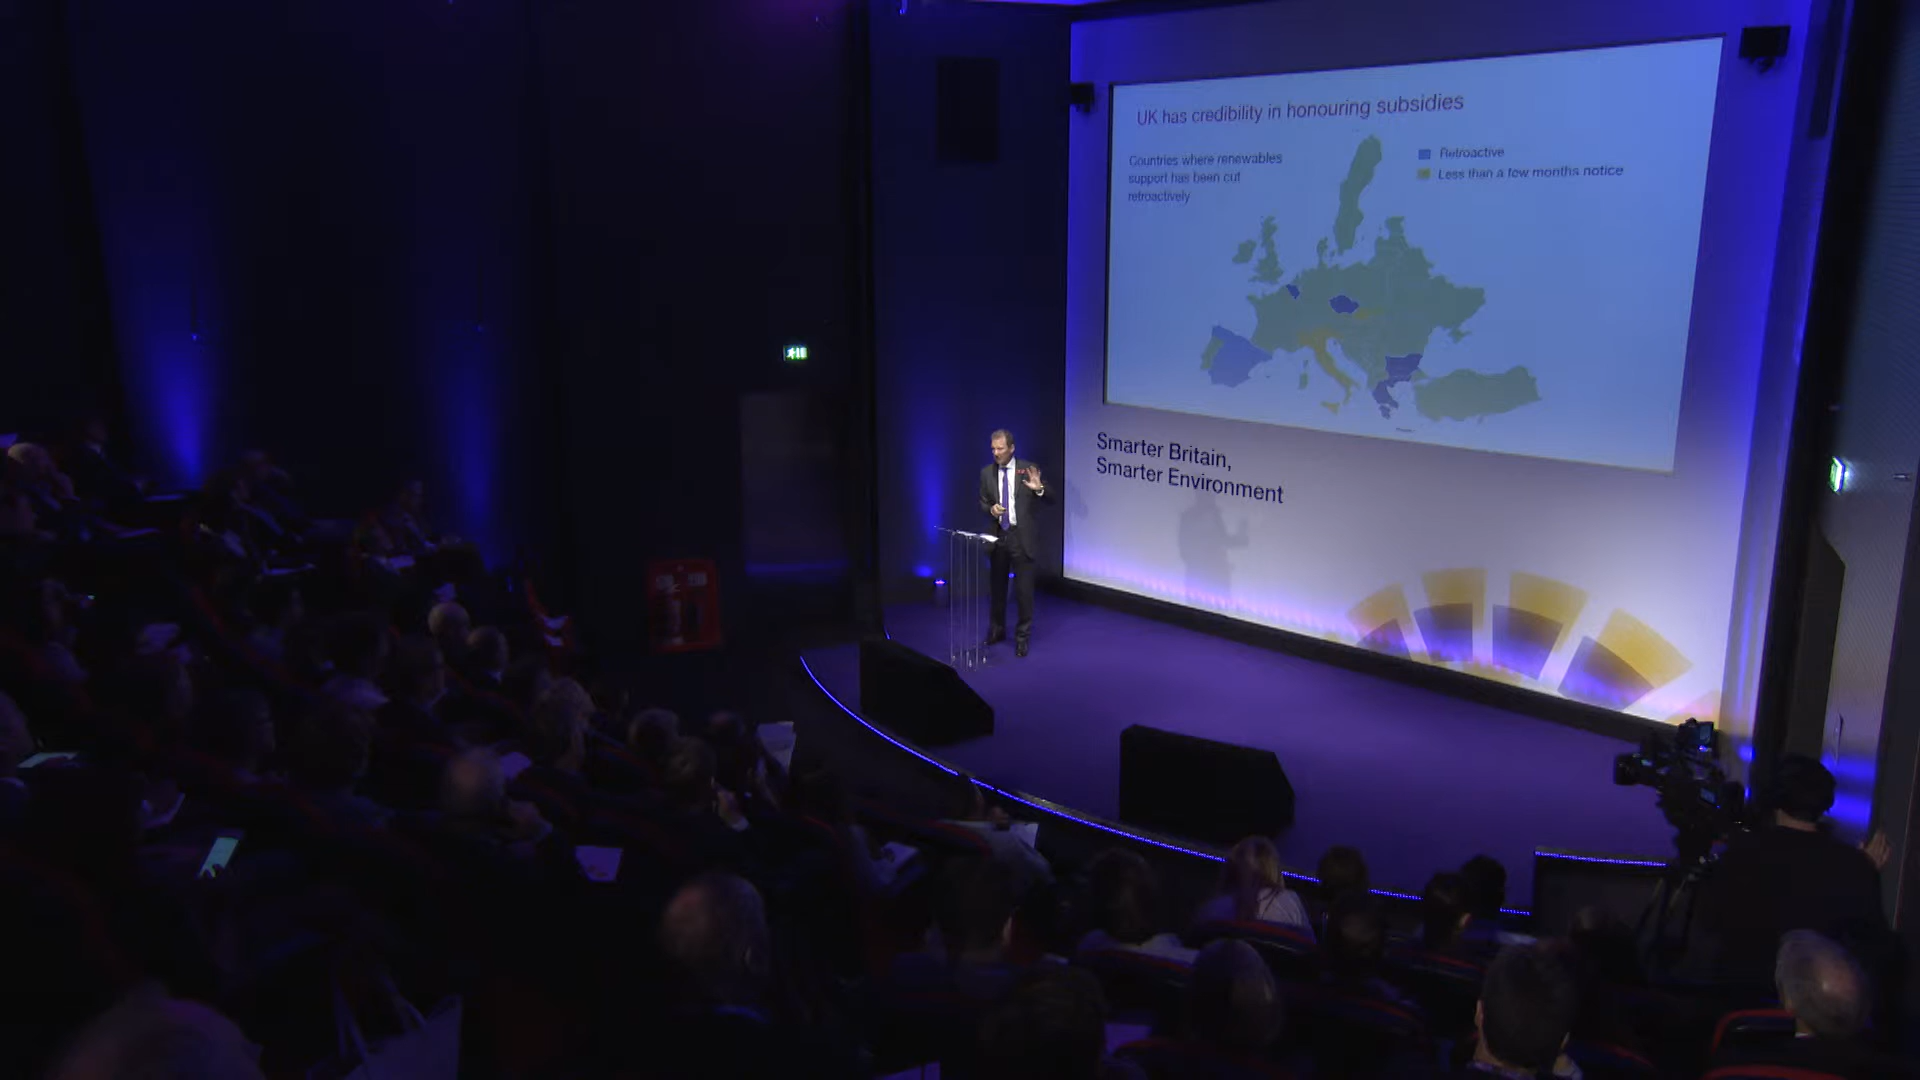 UK has credibility in honouring subsidies
Countries where renewables
support has been cut
retroactively
Retroactive
Less than a few months notice
Smarter Britain,
Smarter Environment